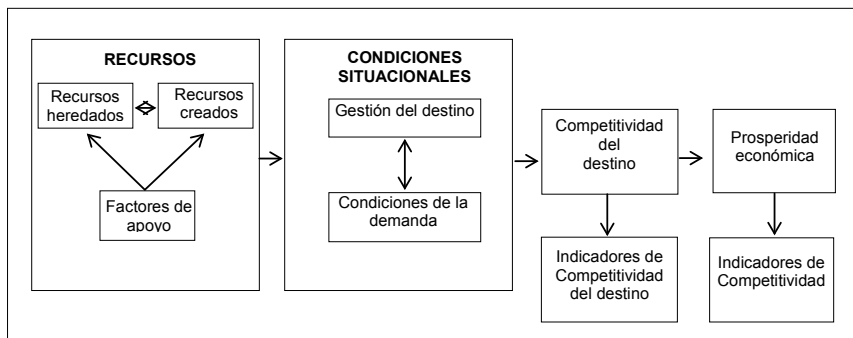 RECURSOS
Recursos
heredados
Recursos
creados
Factores de
apoyo
CONDICIONES
SITUACIONALES
Gestión del destino
Condiciones de la
demanda
Competitividad
del
destino
Prosperidad
económica
Indicadores de
Competitividad
del destino
Indicadores de
Competitividad